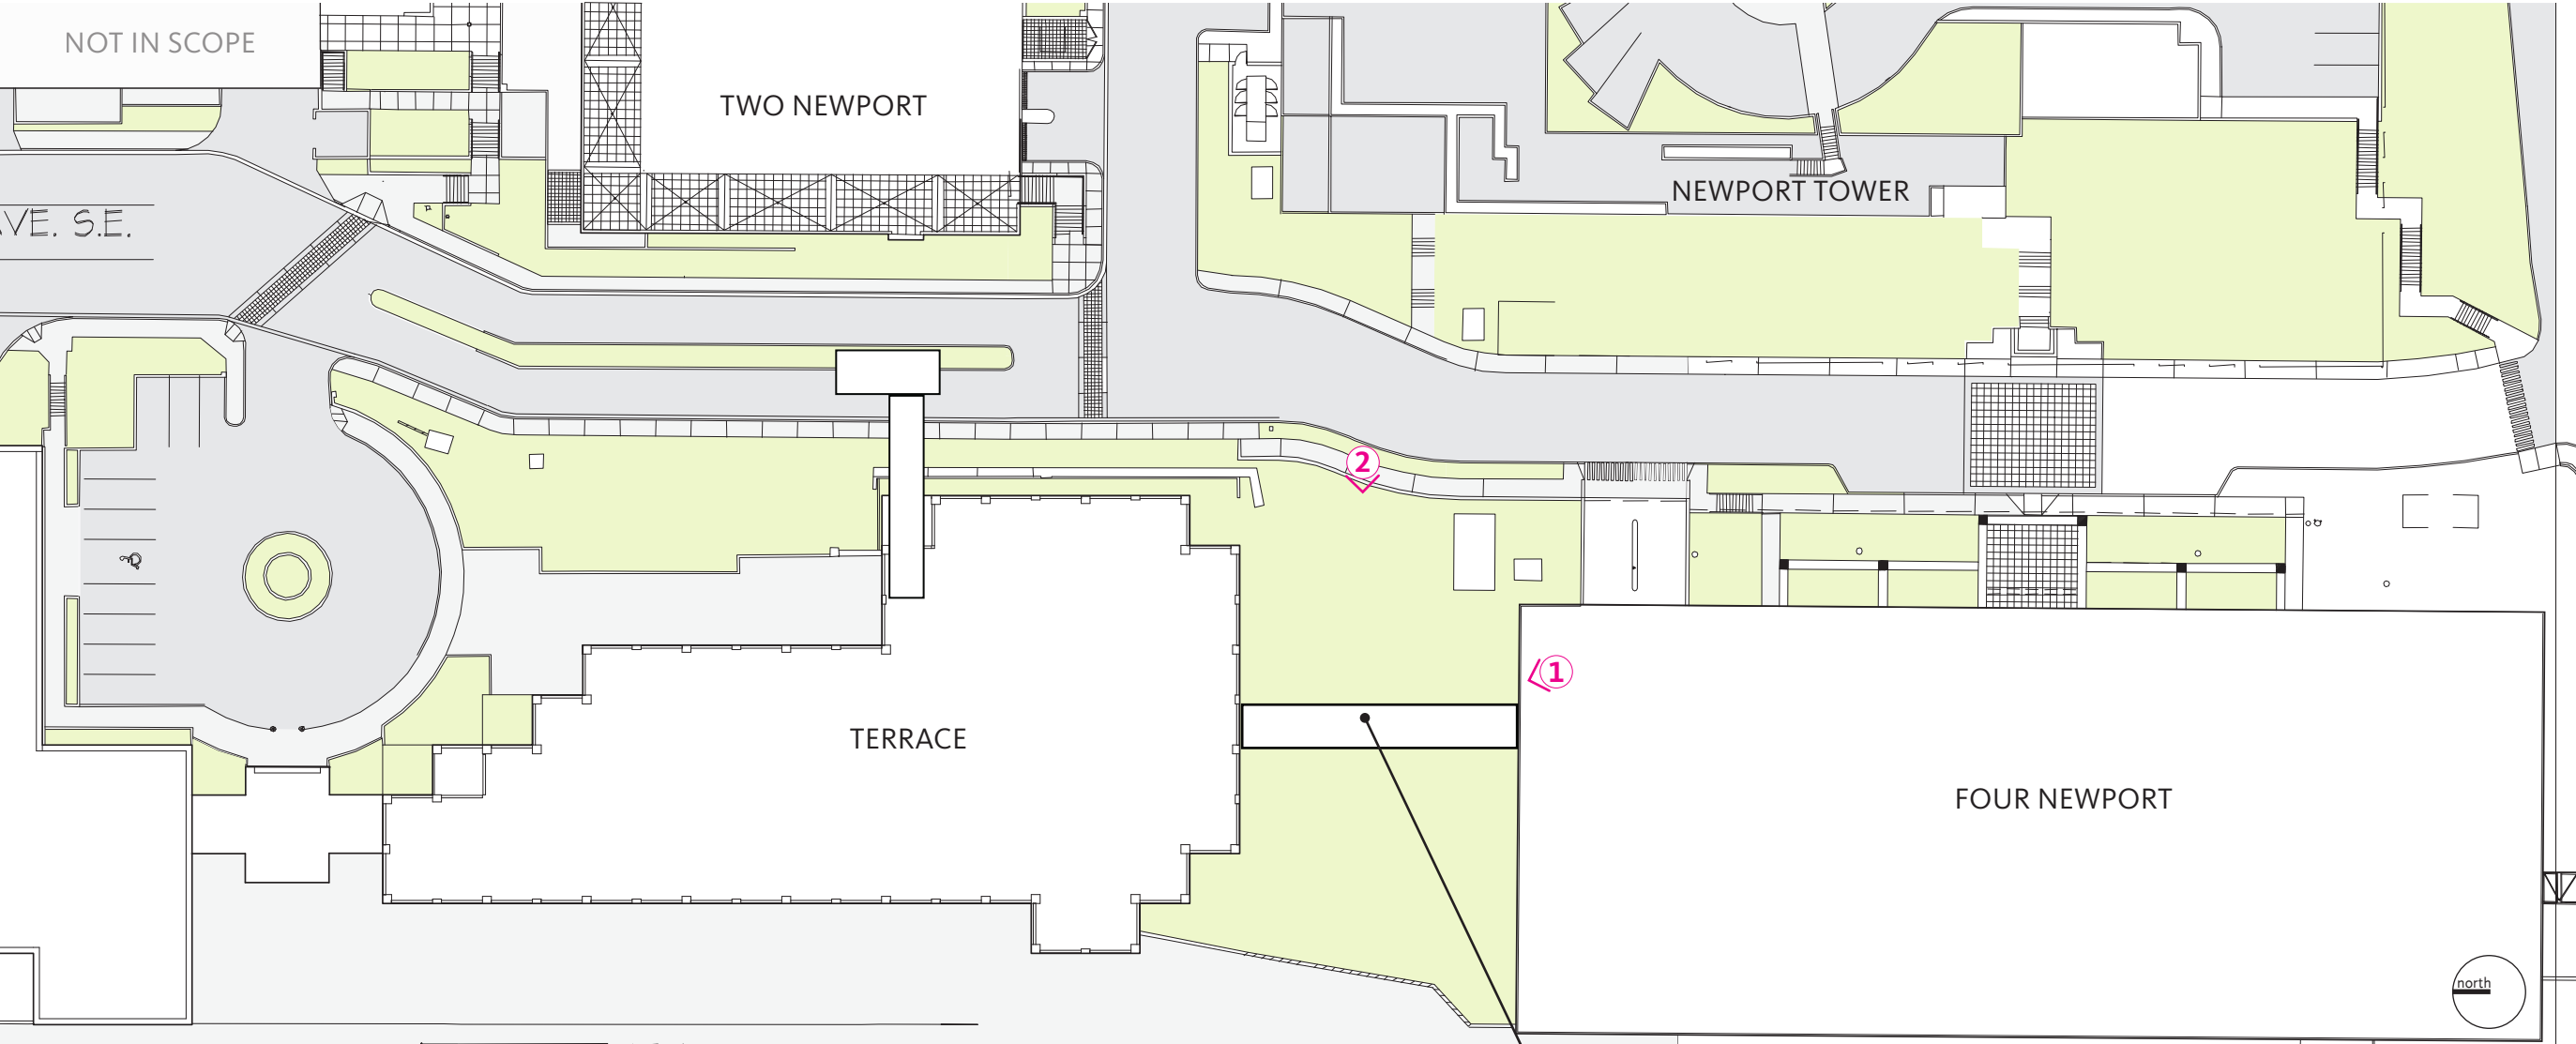 NOT IN SCOPE
TWO NEWPORT
NEWPORT TOWER
VE. S.E.
2
1
TERRACE
FOUR NEWPORT
north